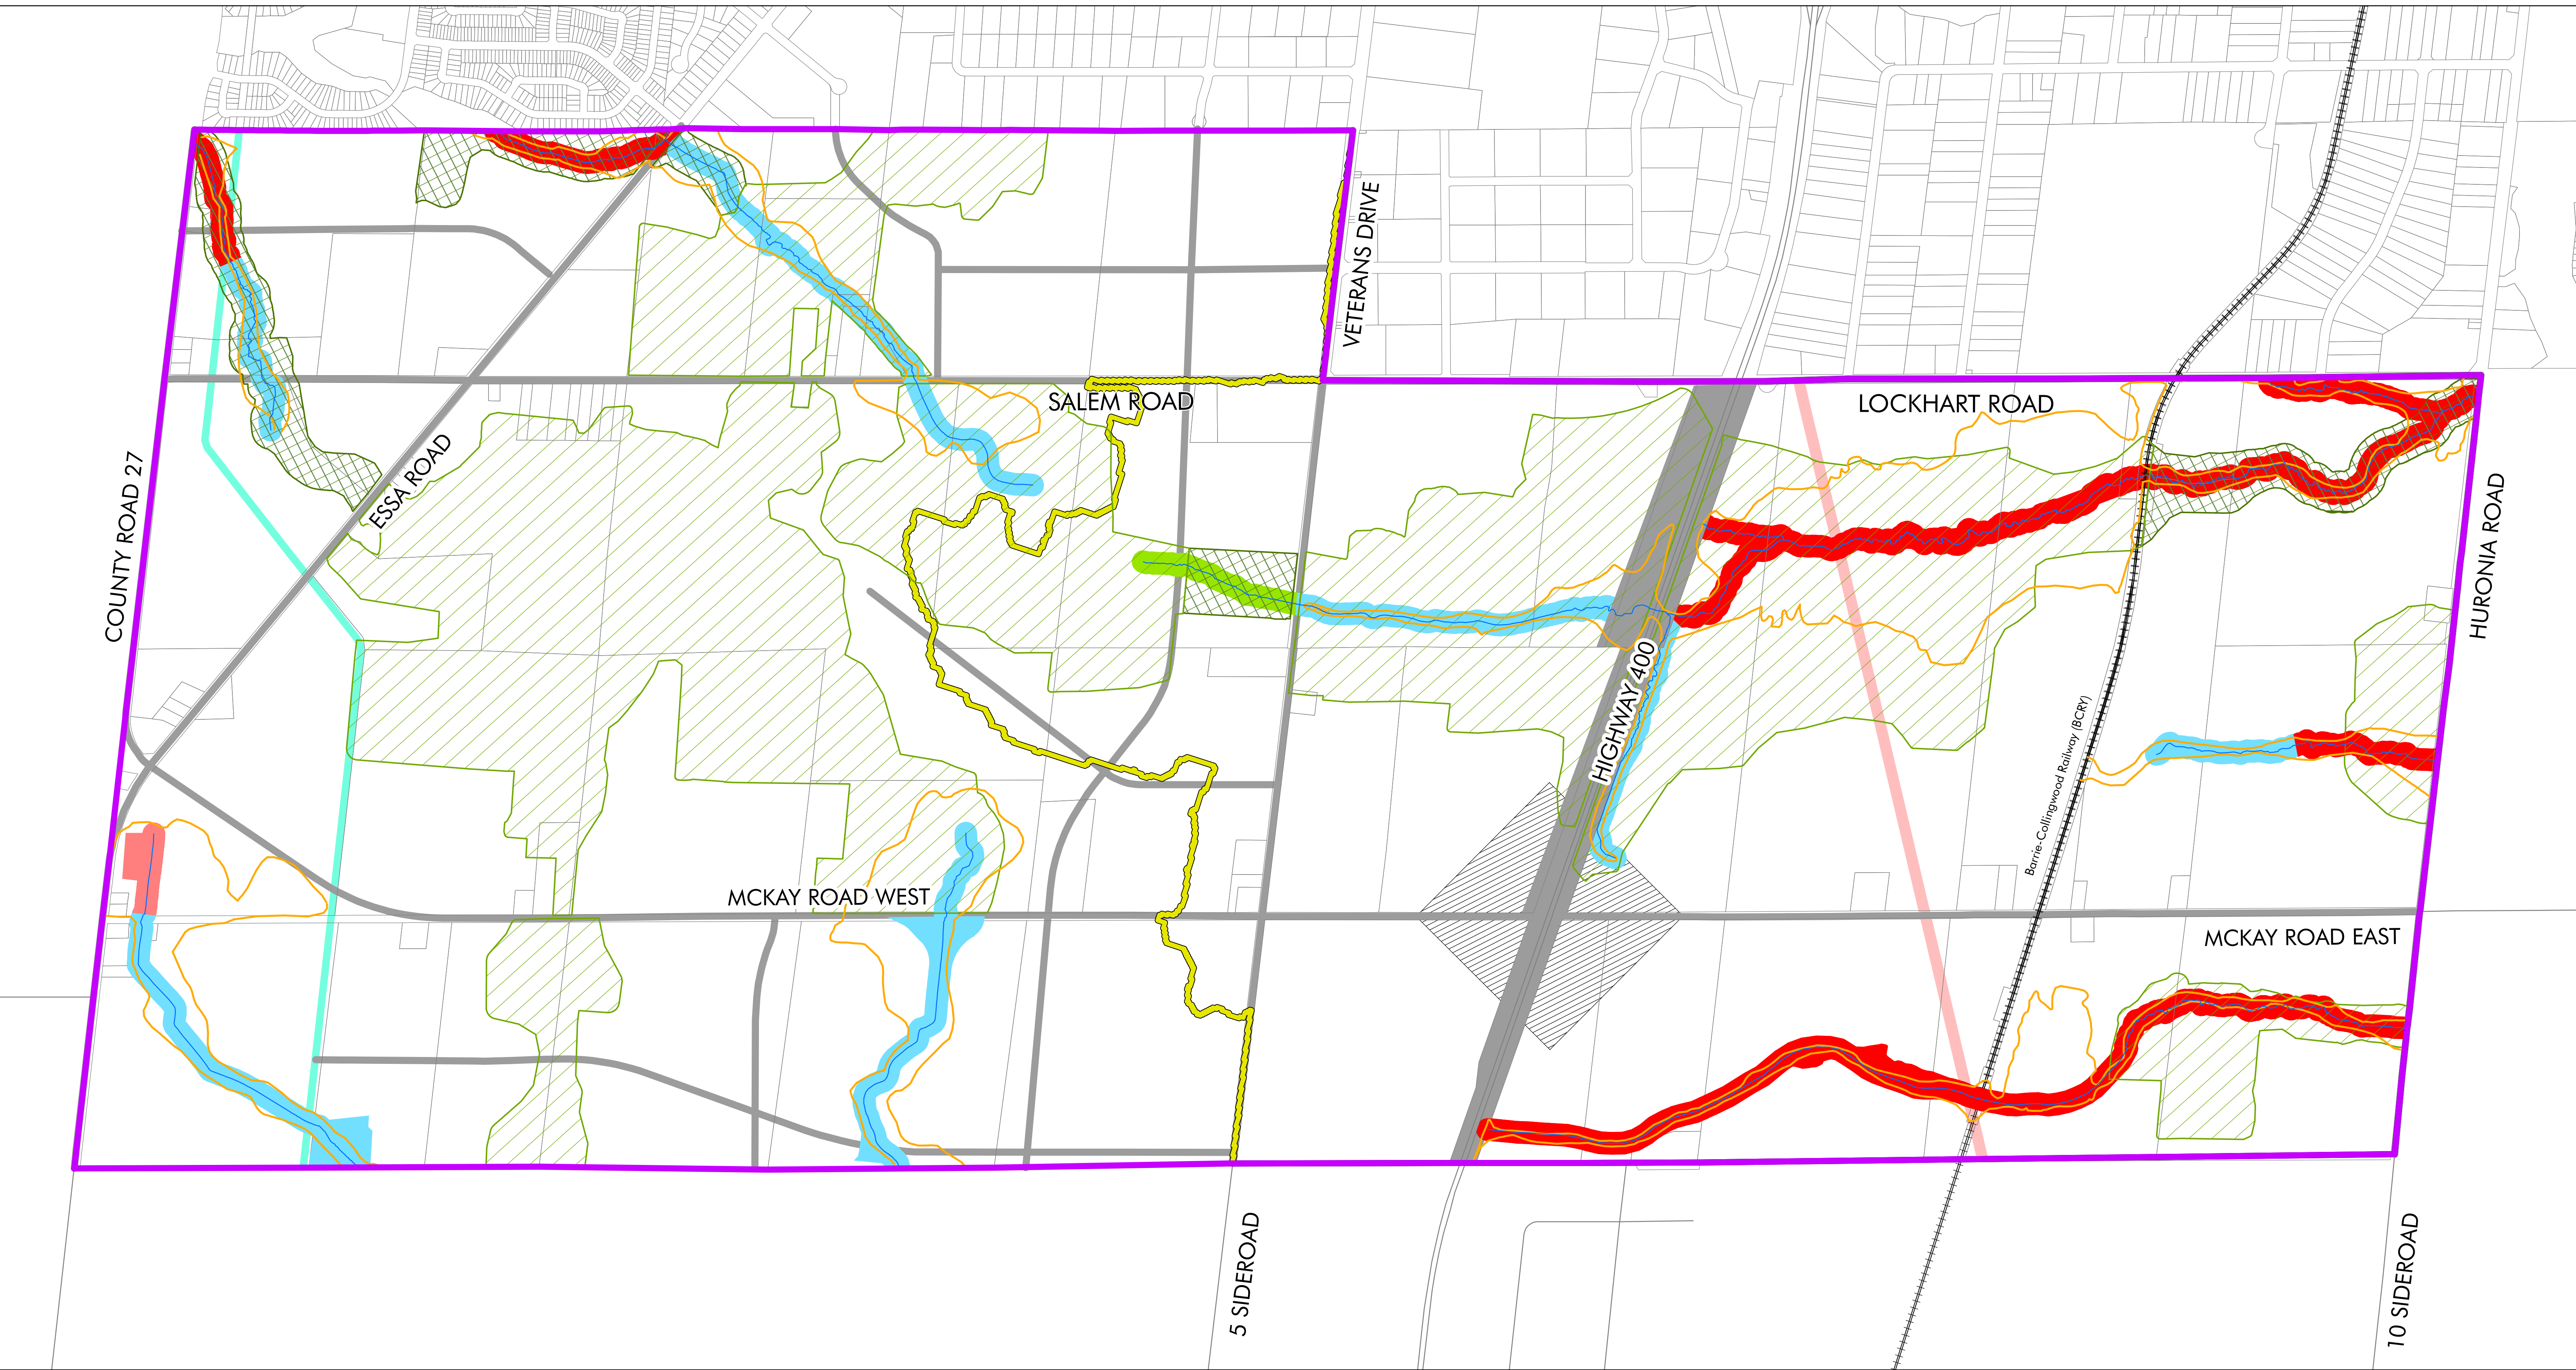 VETERANS DRIVE
SALEM ROAD
LOCKHART ROAD
ESSA ROAD
COUNTY ROAD 27
HURONIA ROAD
HIGHWAY 400
Barrie-Collingwood Railway (BCRY)
MCKAY ROAD WEST
MCKAY ROAD EAST
5 SIDEROAD
10 SIDEROAD